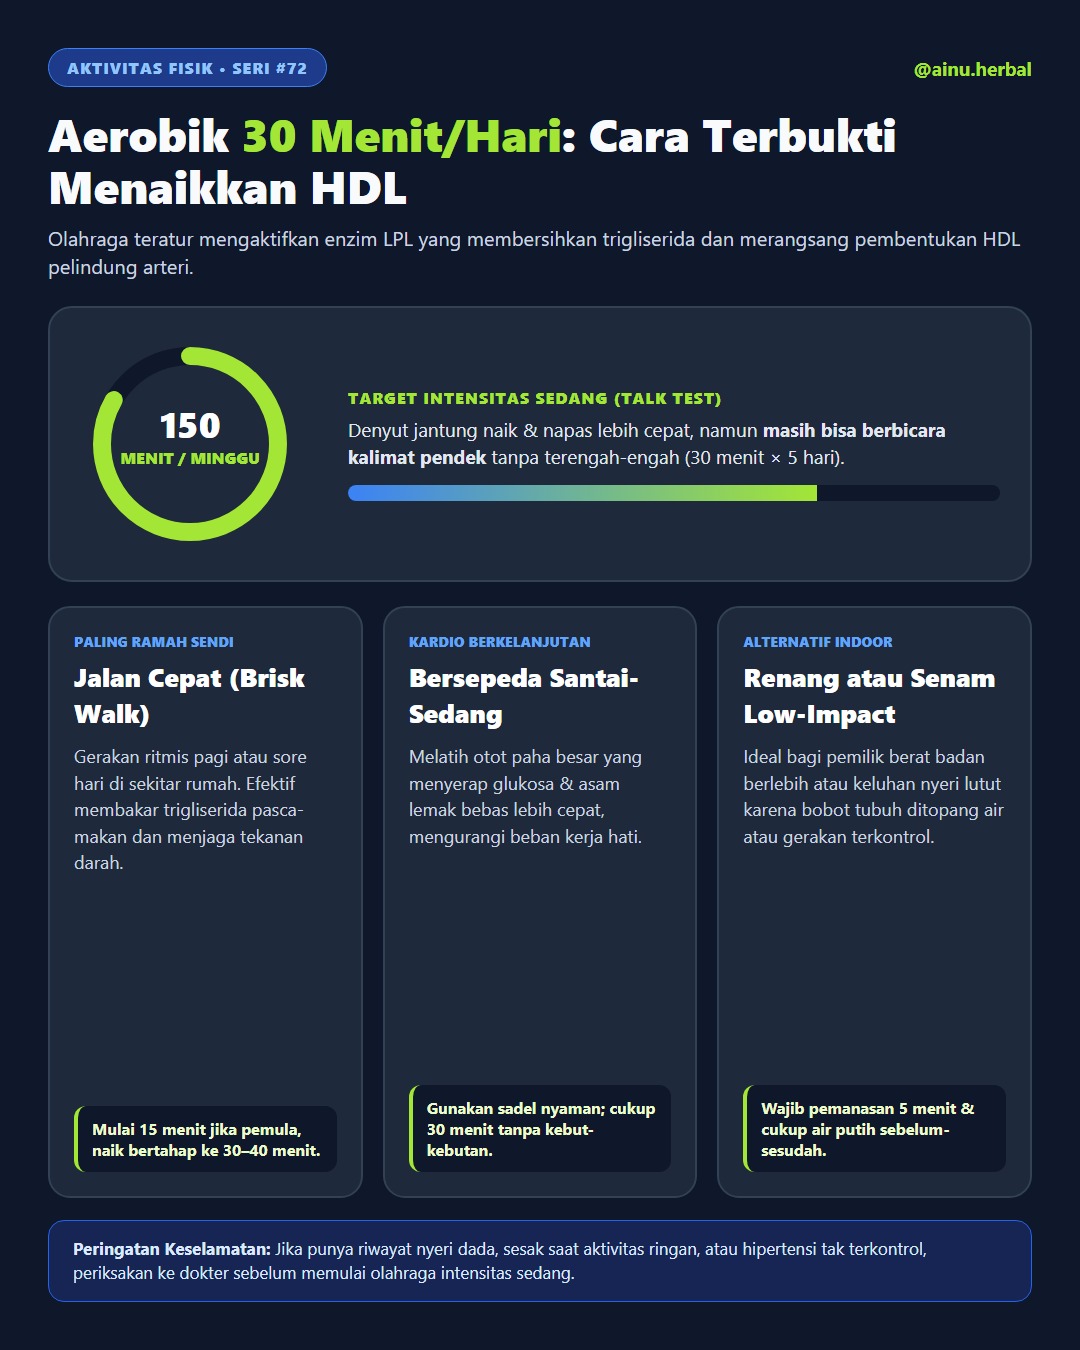 AKTIVITAS FISIK • SERI #72
@ainu.herbal
Aerobik 30 Menit/Hari: Cara Terbukti
Menaikkan HDL
Olahraga teratur mengaktifkan enzim LPL yang membersihkan trigliserida dan merangsang pembentukan HDL
pelindung arteri.
150
MENIT / MINGGU
TARGET INTENSITAS SEDANG (TALK TEST)
Denyut jantung naik & napas lebih cepat, namun masih bisa berbicara
kalimat pendek tanpa terengah-engah (30 menit × 5 hari).
PALING RAMAH SENDI
Jalan Cepat (Brisk
Walk)
Gerakan ritmis pagi atau sore
hari di sekitar rumah. Efektif
membakar trigliserida pasca-
makan dan menjaga tekanan
darah.
Mulai 15 menit jika pemula,
naik bertahap ke 30–40 menit.
KARDIO BERKELANJUTAN
Bersepeda Santai-
Sedang
Melatih otot paha besar yang
menyerap glukosa & asam
lemak bebas lebih cepat,
mengurangi beban kerja hati.
Gunakan sadel nyaman; cukup
30 menit tanpa kebut-
kebutan.
ALTERNATIF INDOOR
Renang atau Senam
Low-Impact
Ideal bagi pemilik berat badan
berlebih atau keluhan nyeri lutut
karena bobot tubuh ditopang air
atau gerakan terkontrol.
Wajib pemanasan 5 menit &
cukup air putih sebelum-
sesudah.
Peringatan Keselamatan: Jika punya riwayat nyeri dada, sesak saat aktivitas ringan, atau hipertensi tak terkontrol,
periksakan ke dokter sebelum memulai olahraga intensitas sedang.